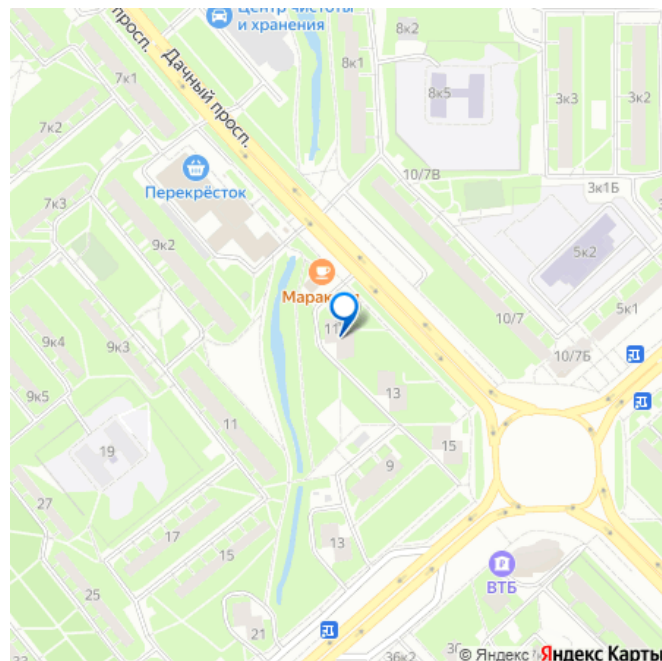 Центр чистоты
и хранения
8к2
просп.
Дачный просп.
7к1
8к1
8к5
3к3
3к2
7к2
10/7В
Перекрёсток
3к1Б
7к3
9к2
5к2
5к1
10/7
11
9к4
9к3
10/7Б
9к5
13
11
15
19
9
27
17
13
15
ВТБ
25
21
36к2
© Яндекс
Яндекс Карты